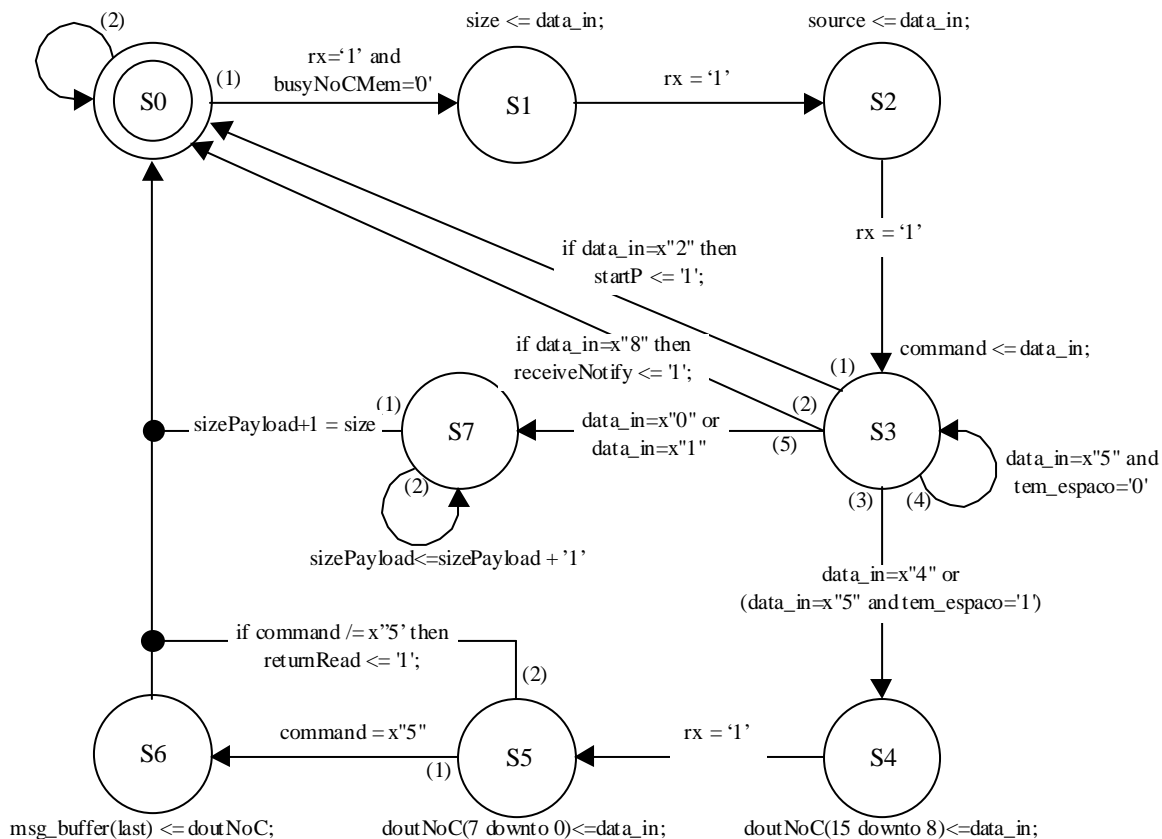 (2)
size <= data_in;
source <= data_in;
(1)
rx='1' and
busyNoCMem='0'
rx = '1'
S0
S1
S2
rx = '1'
if data_in=x"2" then
startP <= '1';
if data_in=x"8" then
receiveNotify <= '1';
command <= data_in;
(1)
(2)
(1)
sizePayload+1 = size
S7
data_in=x"0" or
data_in=x"1"
(5)
S3
data_in=x"5" and
tem_espaco='0'
(2)
(3)
(4)
sizePayload<=sizePayload + '1'
data_in=x"4" or
(data_in=x"5" and tem_espaco='1')
if command /= x"5' then
returnRead <= '1';
(2)
command = x"5"
rx = '1'
S6
S5
S4
(1)
msg_buffer(last) <= doutNoC;
doutNoC(7 downto 0)<=data_in;
doutNoC(15 downto 8)<=data_in;